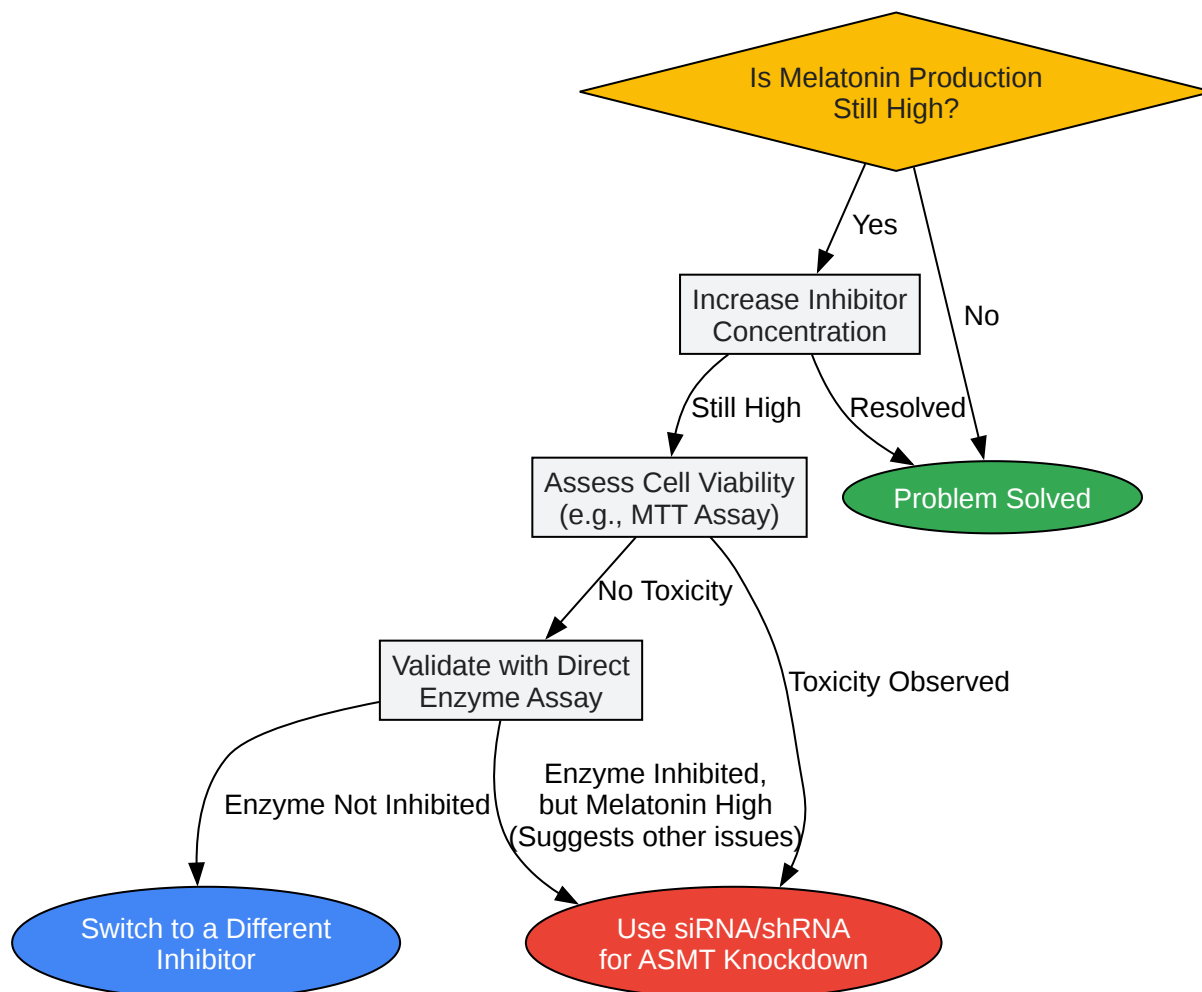 Is Melatonin Production
Still High?
Yes
No
Increase Inhibitor
Concentration
Still High
Resolved
Assess Cell Viability
(e.g., MTT Assay)
Problem Solved
No Toxicity
Validate with Direct
Enzyme Assay
Toxicity Observed
Enzyme Not Inhibited
Enzyme Inhibited,
but Melatonin High
(Suggests other issues)
Switch to a Different
Inhibitor
Use siRNA/shRNA
for ASMT Knockdown